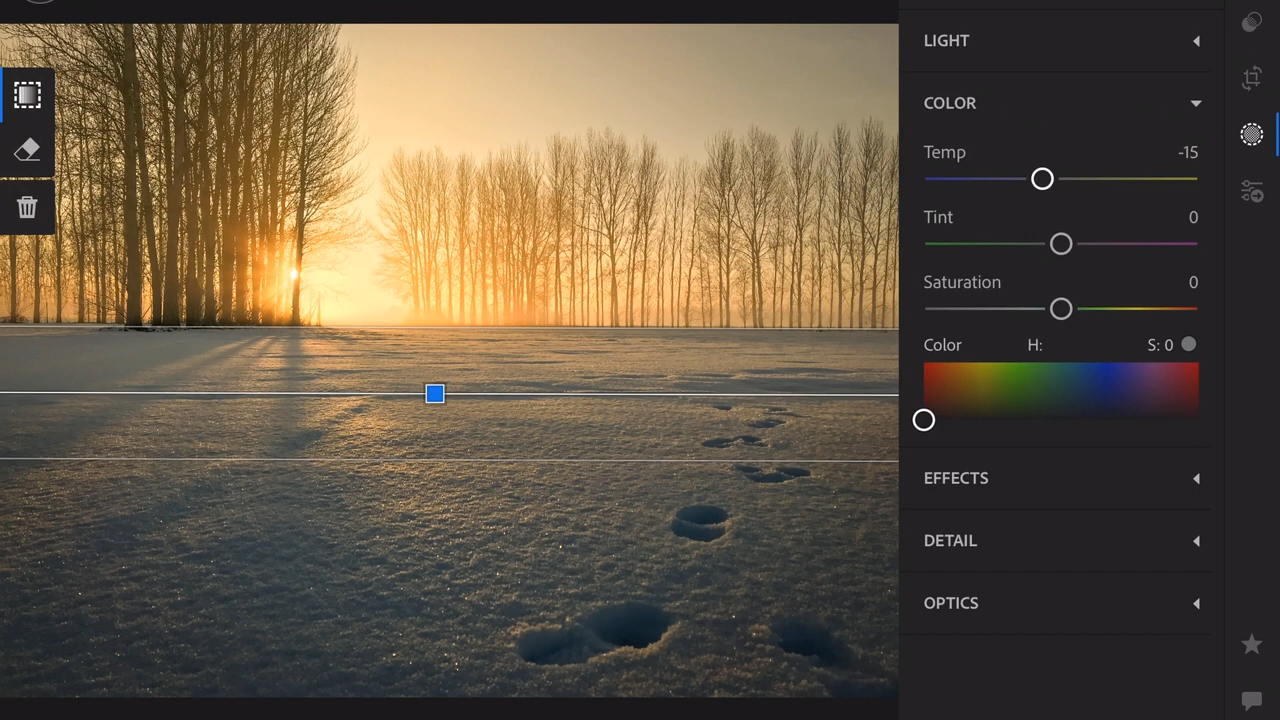 LIGHT
COLOR
Temp -15
Tint 0
Saturation 0
Color H: S: 0
EFFECTS
DETAIL
OPTICS